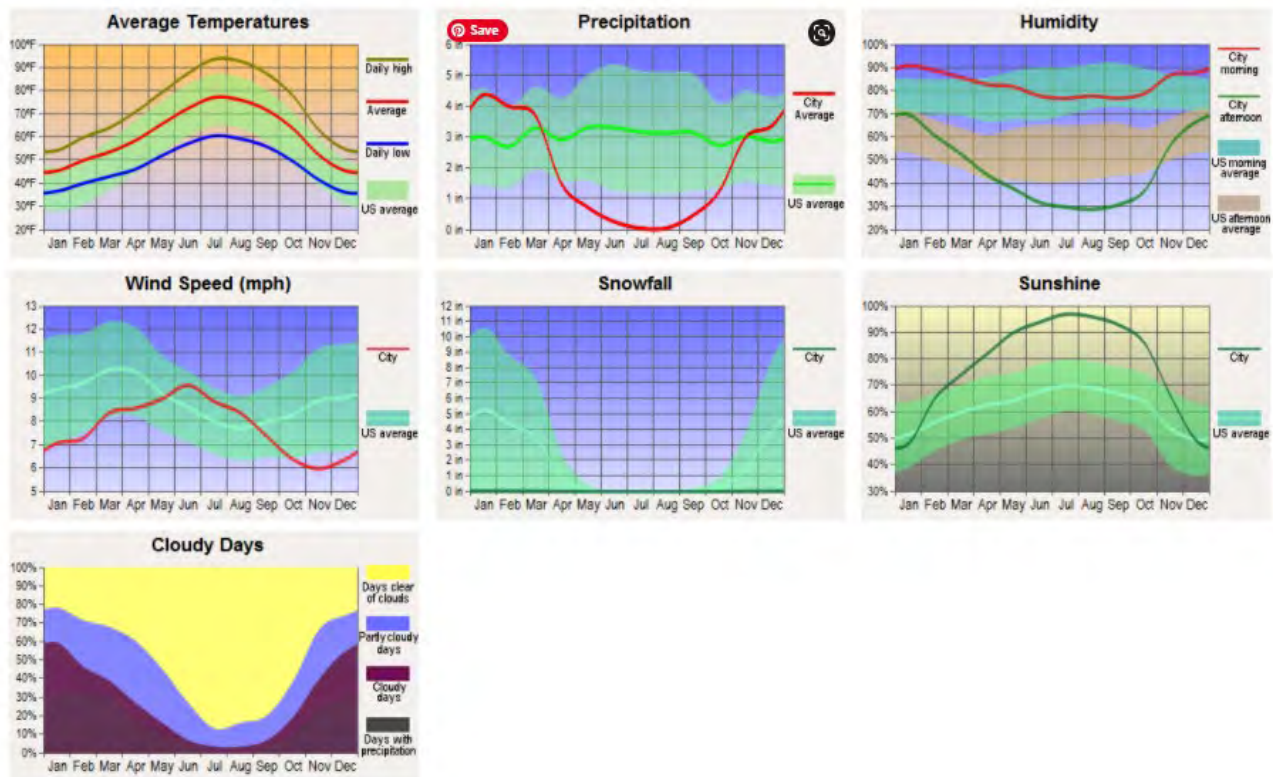 Average Temperatures
100°F
90°F
80°F
70°F
60°F
50°F
40°F
30°F
20°F
Jan Feb Mar Apr May Jun Jul Aug Sep Oct Nov Dec
Daily high
Average
Daily low
US average
Precipitation
Save
6 in
5 in
4 in
3 in
2 in
1 in
0 in
Jan Feb Mar Apr May Jun Jul Aug Sep Oct Nov Dec
City
Average
US average
Humidity
100%
90%
80%
70%
60%
50%
40%
30%
20%
Jan Feb Mar Apr May Jun Jul Aug Sep Oct Nov Dec
City
morning
City
afternoon
US morning
average
US afternoon
average
Wind Speed (mph)
13
12
11
10
9
8
7
6
5
Jan Feb Mar Apr May Jun Jul Aug Sep Oct Nov Dec
City
US average
Snowfall
12 in
11 in
10 in
9 in
8 in
7 in
6 in
5 in
4 in
3 in
2 in
1 in
0 in
Jan Feb Mar Apr May Jun Jul Aug Sep Oct Nov Dec
City
US average
Sunshine
100%
90%
80%
70%
60%
50%
40%
30%
Jan Feb Mar Apr May Jun Jul Aug Sep Oct Nov Dec
City
US average
Cloudy Days
100%
90%
80%
70%
60%
50%
40%
30%
20%
10%
0%
Jan Feb Mar Apr May Jun Jul Aug Sep Oct Nov Dec
Days clear
of clouds
Partly cloudy
days
Cloudy
days
Days with
precipitation